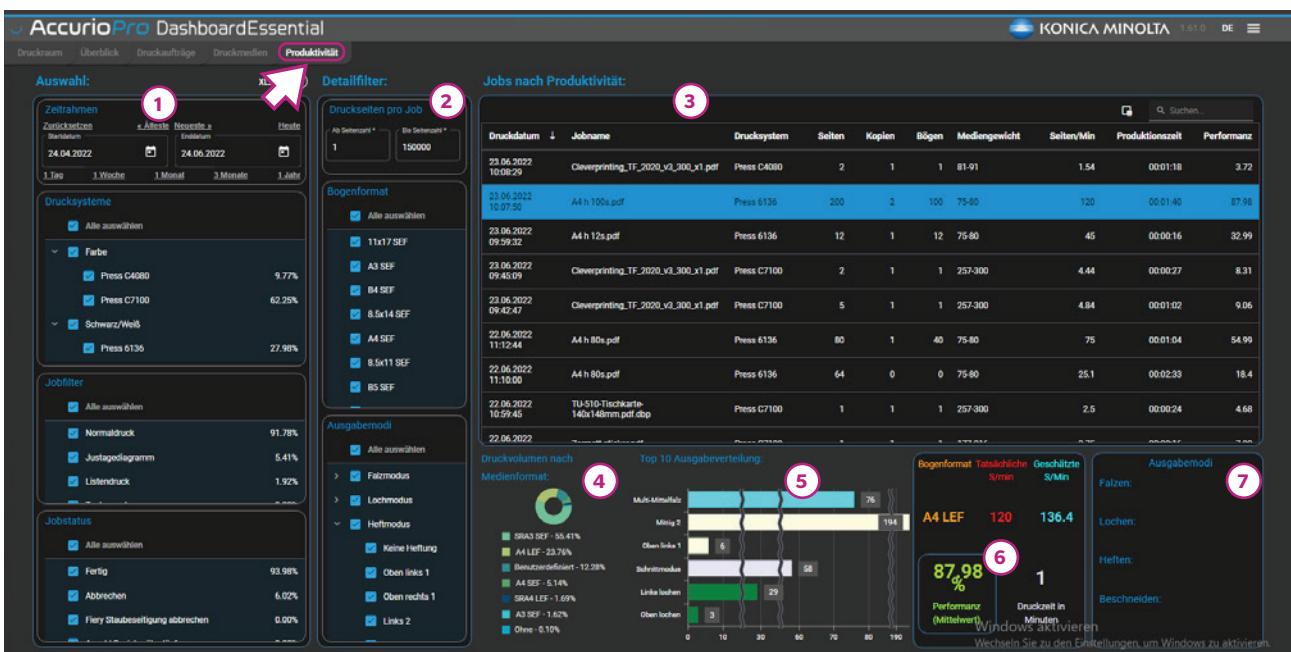 AccurioPro DashboardEssential
KONICA MINOLTA 1.61.0 DE
Druckraum Überblick Druckaufträge Druckmedien Produktivität
Auswahl:
1
Zeitrahmen
Zurücksetzen « Älteste Neueste » Heute
Startdatum Enddatum
24.04.2022 24.06.2022
1 Tag 1 Woche 1 Monat 3 Monate 1 Jahr
Drucksysteme
Alle auswählen
Farbe
Press C4080 9.77%
Press C7100 62.25%
Schwarz/Weiß
Press 6136 27.98%
Jobfilter
Alle auswählen
Normaldruck 91.78%
Justagediagramm 5.41%
Listendruck 1.92%
Jobstatus
Alle auswählen
Fertig 93.98%
Abbrechen 6.02%
Fiery Staubeseitigung abbrechen 0.00%
Detailfilter:
2
Druckseiten pro Job
Ab Seitenzahl * Bis Seitenzahl *
1 150000
Bogenformat
Alle auswählen
11x17 SEF
A3 SEF
B4 SEF
8.5x14 SEF
A4 SEF
8.5x11 SEF
B5 SEF
Ausgabemodi
Alle auswählen
Falzmodus
Lochmodus
Heftmodus
Keine Heftung
Oben links 1
Oben rechts 1
Links 2
Jobs nach Produktivität:
3
Suchen...
Druckdatum ↓ Jobname Drucksystem Seiten Kopien Bögen Mediengewicht Seiten/Min Produktionszeit Performanz
23.06.2022
10:08:29 Cleverprinting_TF_2020_v3_300_x1.pdf Press C4080 2 1 1 81-91 1.54 00:01:18 3.72
23.06.2022
10:07:50 A4 h 100s.pdf Press 6136 200 2 100 75-80 120 00:01:40 87.98
23.06.2022
09:59:32 A4 h 12s.pdf Press 6136 12 1 12 75-80 45 00:00:16 32.99
23.06.2022
09:45:09 Cleverprinting_TF_2020_v3_300_x1.pdf Press C7100 2 1 1 257-300 4.44 00:00:27 8.31
23.06.2022
09:42:47 Cleverprinting_TF_2020_v3_300_x1.pdf Press C7100 5 1 1 257-300 4.84 00:01:02 9.06
22.06.2022
11:12:44 A4 h 80s.pdf Press 6136 80 1 40 75-80 75 00:01:04 54.99
22.06.2022
11:10:00 A4 h 80s.pdf Press 6136 64 0 0 75-80 25.1 00:02:33 18.4
22.06.2022 TU-510-Tischkarte-
10:59:45 140x148mm.pdf.dbp Press C7100 1 1 1 257-300 2.5 00:00:24 4.68
22.06.2022
Druckvolumen nach
Medienformat:
4
SRA3 SEF - 55.41%
A4 LEF - 23.76%
Benutzerdefiniert - 12.28%
A4 SEF - 5.14%
SRA4 LEF - 1.69%
A3 SEF - 1.62%
Ohne - 0.10%
Top 10 Ausgabeverteilung:
5
Multi-Mittelfalz 76
Mittig 2 194
Oben links 1 6
Schnittmodus 58
Links lochen 29
Oben lochen 3
0 10 30 60 70 80 190
Bogenformat Tatsächliche Geschätzte
S/min S/Min
A4 LEF 120 136.4
6
87.98
%
Performanz
(Mittelwert)
1
Druckzeit in
Minuten
Ausgabemodi
7
Falzen:
Lochen:
Heften:
Beschneiden:
Windows aktivieren
Wechseln Sie zu den Einstellungen, um Windows zu aktivieren.